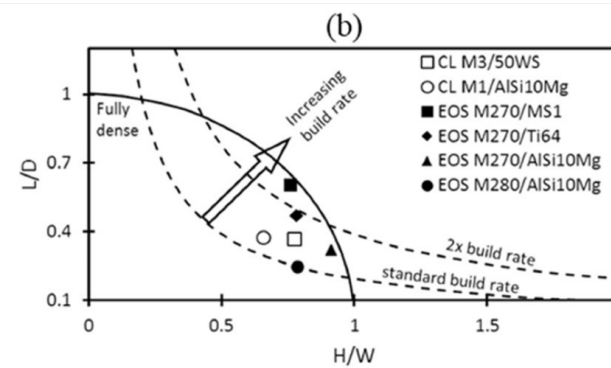 (b)
CL M3/50WS
CL M1/AlSi10Mg
EOS M270/MS1
EOS M270/Ti64
EOS M270/AlSi10Mg
EOS M280/AlSi10Mg
Increasing
build rate
Fully
dense
2x build rate
standard build rate
L/D
1
0.7
0.4
0.1
0
0.5
1
1.5
H/W